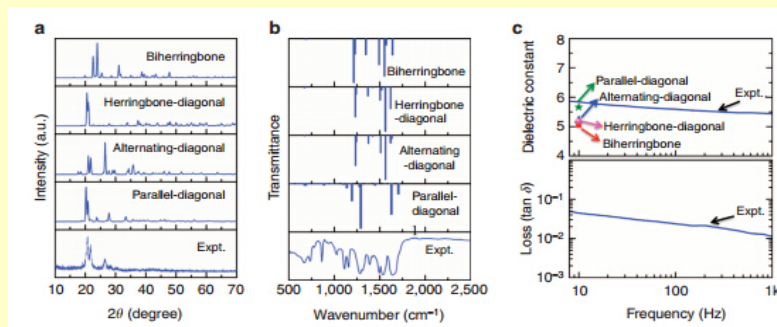 a
Intensity (a.u.)
Biherringbone
Herringbone-diagonal
Alternating-diagonal
Parallel-diagonal
Expt.
10 20 30 40 50 60 70
2θ (degree)
b
Transmittance
Biherringbone
Herringbone
-diagonal
Alternating
-diagonal
Parallel-
diagonal
Expt.
500 1,000 1,500 2,000 2,500
Wavenumber (cm⁻¹)
c
Dielectric constant
8
7
6
5
4
Parallel-diagonal
Alternating-diagonal
Expt.
Herringbone-diagonal
Biherringbone
Loss (tan δ)
10⁻¹
10⁻²
10⁻³
Expt.
10 100 1k
Frequency (Hz)